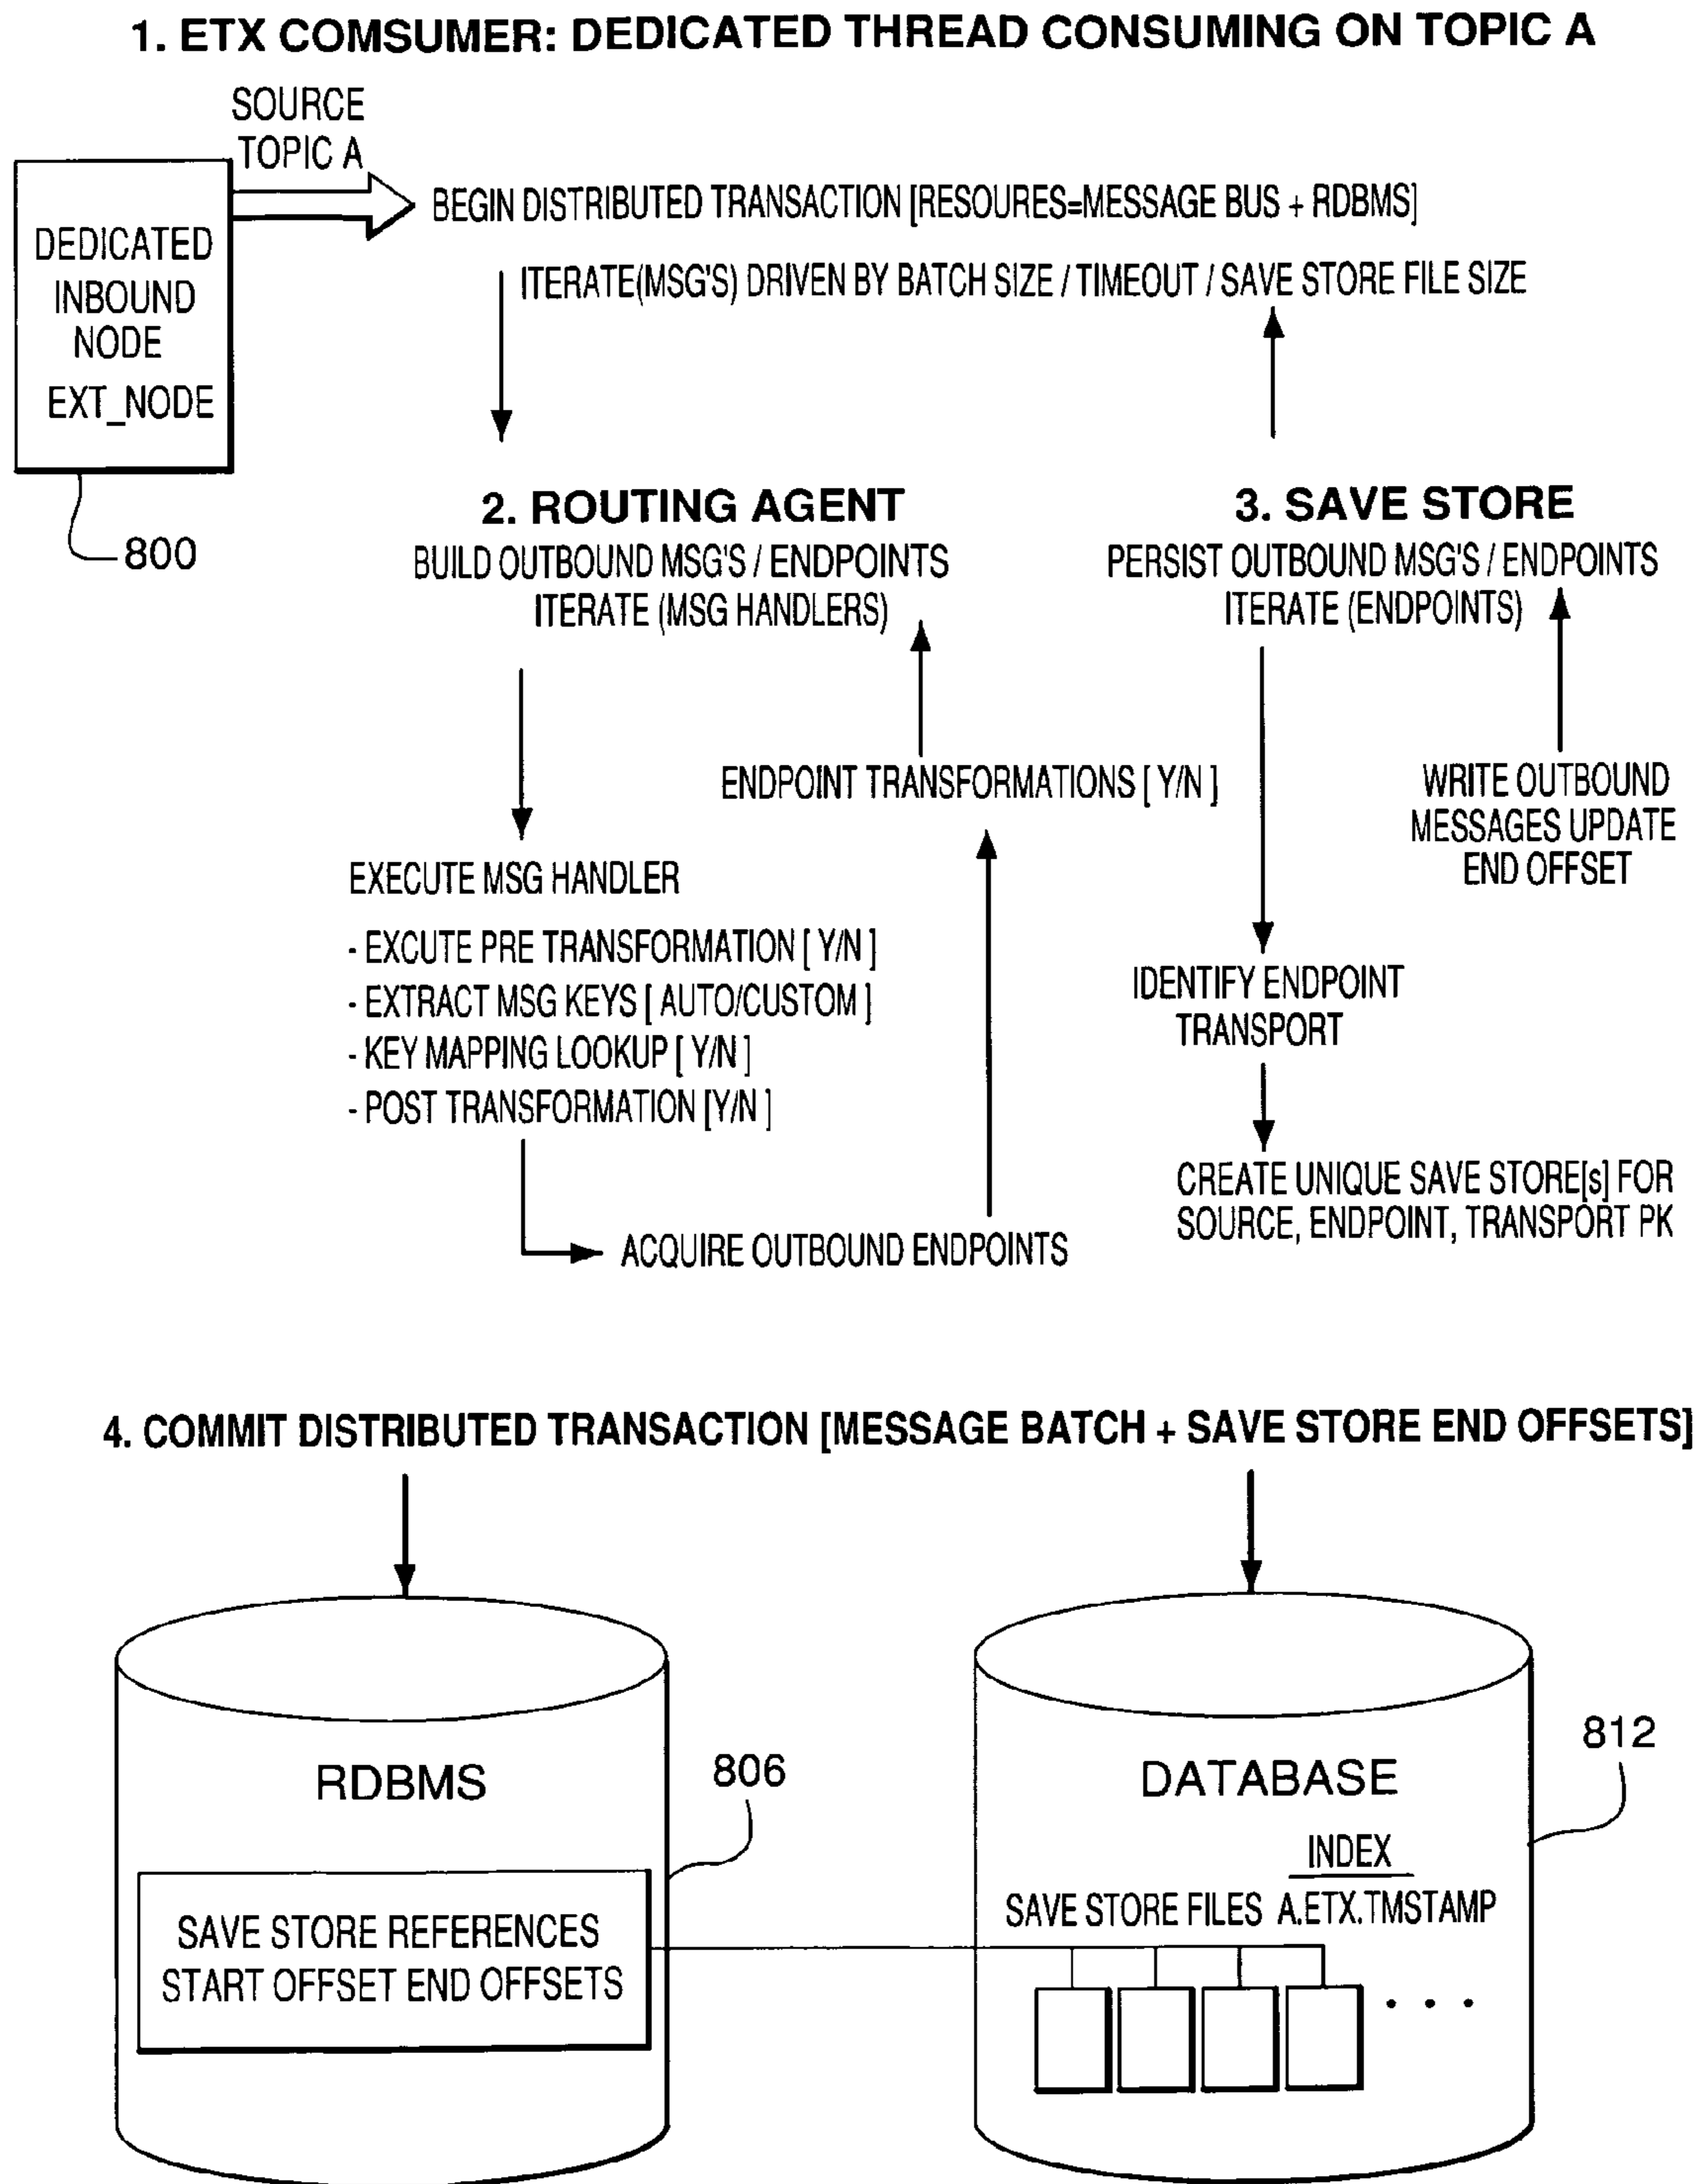 1. ETX COMSUMER: DEDICATED THREAD CONSUMING ON TOPIC A
SOURCE
TOPIC A
DEDICATED
INBOUND
NODE
EXT_NODE
800
BEGIN DISTRIBUTED TRANSACTION [RESOURES=MESSAGE BUS + RDBMS]
ITERATE(MSG'S) DRIVEN BY BATCH SIZE / TIMEOUT / SAVE STORE FILE SIZE
2. ROUTING AGENT
BUILD OUTBOUND MSG'S / ENDPOINTS
ITERATE (MSG HANDLERS)
ENDPOINT TRANSFORMATIONS [ Y/N ]
EXECUTE MSG HANDLER
- EXCUTE PRE TRANSFORMATION [ Y/N ]
- EXTRACT MSG KEYS [ AUTO/CUSTOM ]
- KEY MAPPING LOOKUP [ Y/N ]
- POST TRANSFORMATION [Y/N ]
ACQUIRE OUTBOUND ENDPOINTS
3. SAVE STORE
PERSIST OUTBOUND MSG'S / ENDPOINTS
ITERATE (ENDPOINTS)
WRITE OUTBOUND
MESSAGES UPDATE
END OFFSET
IDENTIFY ENDPOINT
TRANSPORT
CREATE UNIQUE SAVE STORE[s] FOR
SOURCE, ENDPOINT, TRANSPORT PK
4. COMMIT DISTRIBUTED TRANSACTION [MESSAGE BATCH + SAVE STORE END OFFSETS]
RDBMS
806
SAVE STORE REFERENCES
START OFFSET END OFFSETS
DATABASE
812
INDEX
SAVE STORE FILES A.ETX.TMSTAMP
. . .